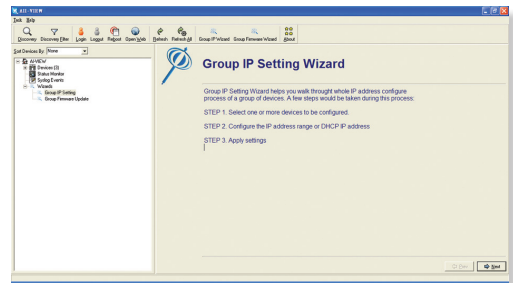 AII-VIEW
Task Help
Discovery Discovery Filter Login Logout Reboot Open Web Refresh Refresh All Group IP Wizard Group Firmware Wizard About
Sort Devices By: None
AI-VIEW
Devices (3)
Status Monitor
Syslog Events
Wizards
Group IP Setting
Group Firmware Update
Group IP Setting Wizard
Group IP Setting Wizard helps you walk throught whole IP address configure
process of a group of devices. A few steps would be taken during this process:
STEP 1. Select one or more devices to be configured.
STEP 2. Configure the IP address range or DHCP IP address
STEP 3. Apply settings
Prev Next